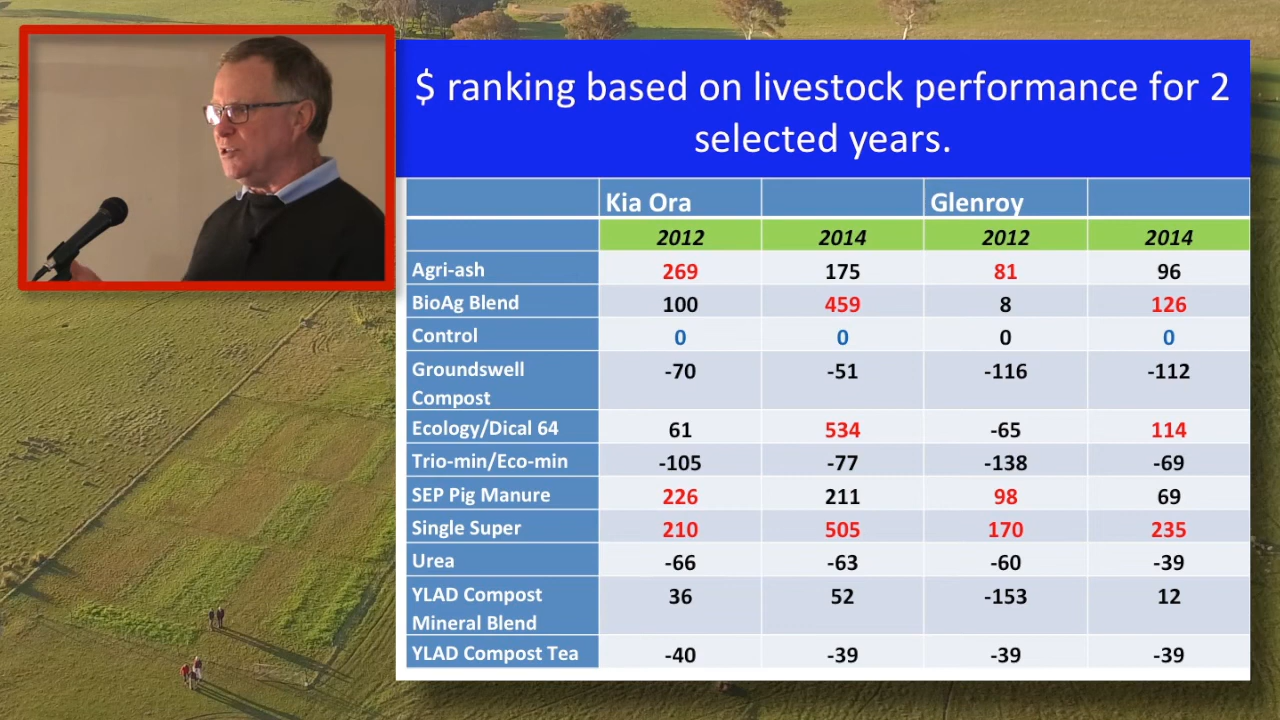 $ ranking based on livestock performance for 2
selected years.
Kia Ora Glenroy
2012 2014 2012 2014
Agri-ash 269 175 81 96
BioAg Blend 100 459 8 126
Control 0 0 0 0
Groundswell
Compost -70 -51 -116 -112
Ecology/Dical 64 61 534 -65 114
Trio-min/Eco-min -105 -77 -138 -69
SEP Pig Manure 226 211 98 69
Single Super 210 505 170 235
Urea -66 -63 -60 -39
YLAD Compost
Mineral Blend 36 52 -153 12
YLAD Compost Tea -40 -39 -39 -39